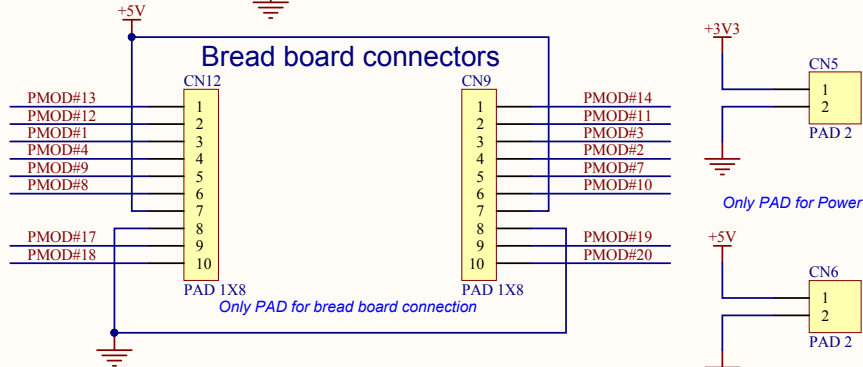 +5V
Bread board connectors
CN12
PMOD#13
PMOD#12
PMOD#1
PMOD#4
PMOD#9
PMOD#8
PMOD#17
PMOD#18
1
2
3
4
5
6
7
8
9
10
PAD 1X8
CN9
1
2
3
4
5
6
7
8
9
10
PAD 1X8
PMOD#14
PMOD#11
PMOD#3
PMOD#2
PMOD#7
PMOD#10
PMOD#19
PMOD#20
Only PAD for bread board connection
+3V3
CN5
1
2
PAD 2
Only PAD for Power
+5V
CN6
1
2
PAD 2